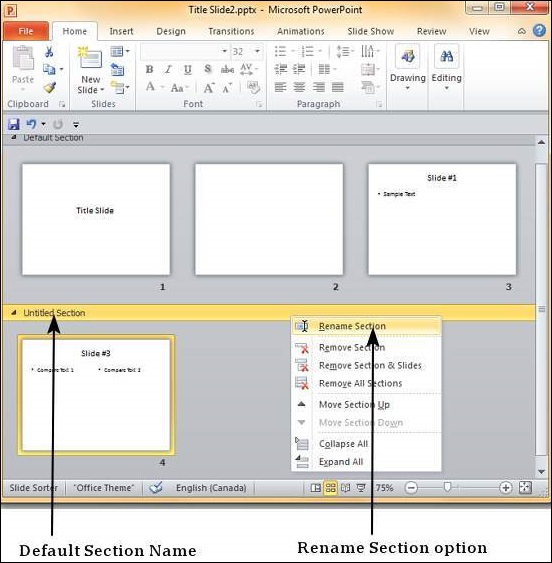 Title Slide2.pptx - Microsoft PowerPoint
File Home Insert Design Transitions Animations Slide Show Review View
Paste
New Slide
32
B I U S abc AV
A Aa A A
Drawing
Editing
Clipboard Slides Font Paragraph
Default Section
Title Slide
Slide #1
• Sample Text
1 2 3
Untitled Section
Rename Section
Remove Section
Remove Section & Slides
Remove All Sections
Move Section Up
Move Section Down
Collapse All
Expand All
Slide #3
• Compare Text 1 • Compare Text 2
4
Slide Sorter "Office Theme" English (Canada) 75%
Default Section Name Rename Section option